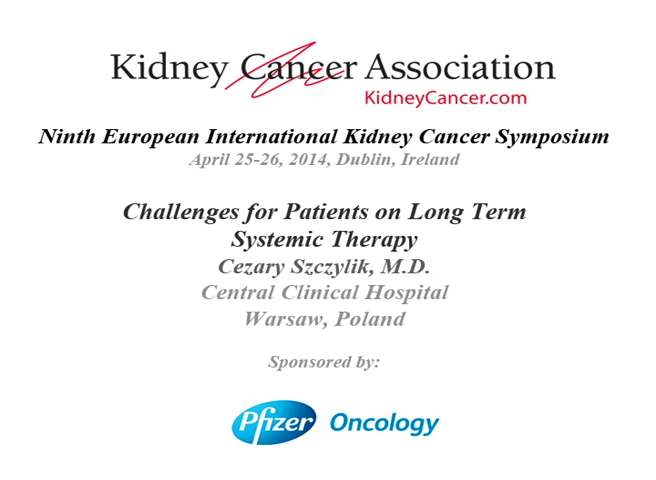 Kidney Cancer Association
KidneyCancer.com
Ninth European International Kidney Cancer Symposium
April 25-26, 2014, Dublin, Ireland
Challenges for Patients on Long Term
Systemic Therapy
Cezary Szczylik, M.D.
Central Clinical Hospital
Warsaw, Poland
Sponsored by:
Pfizer Oncology